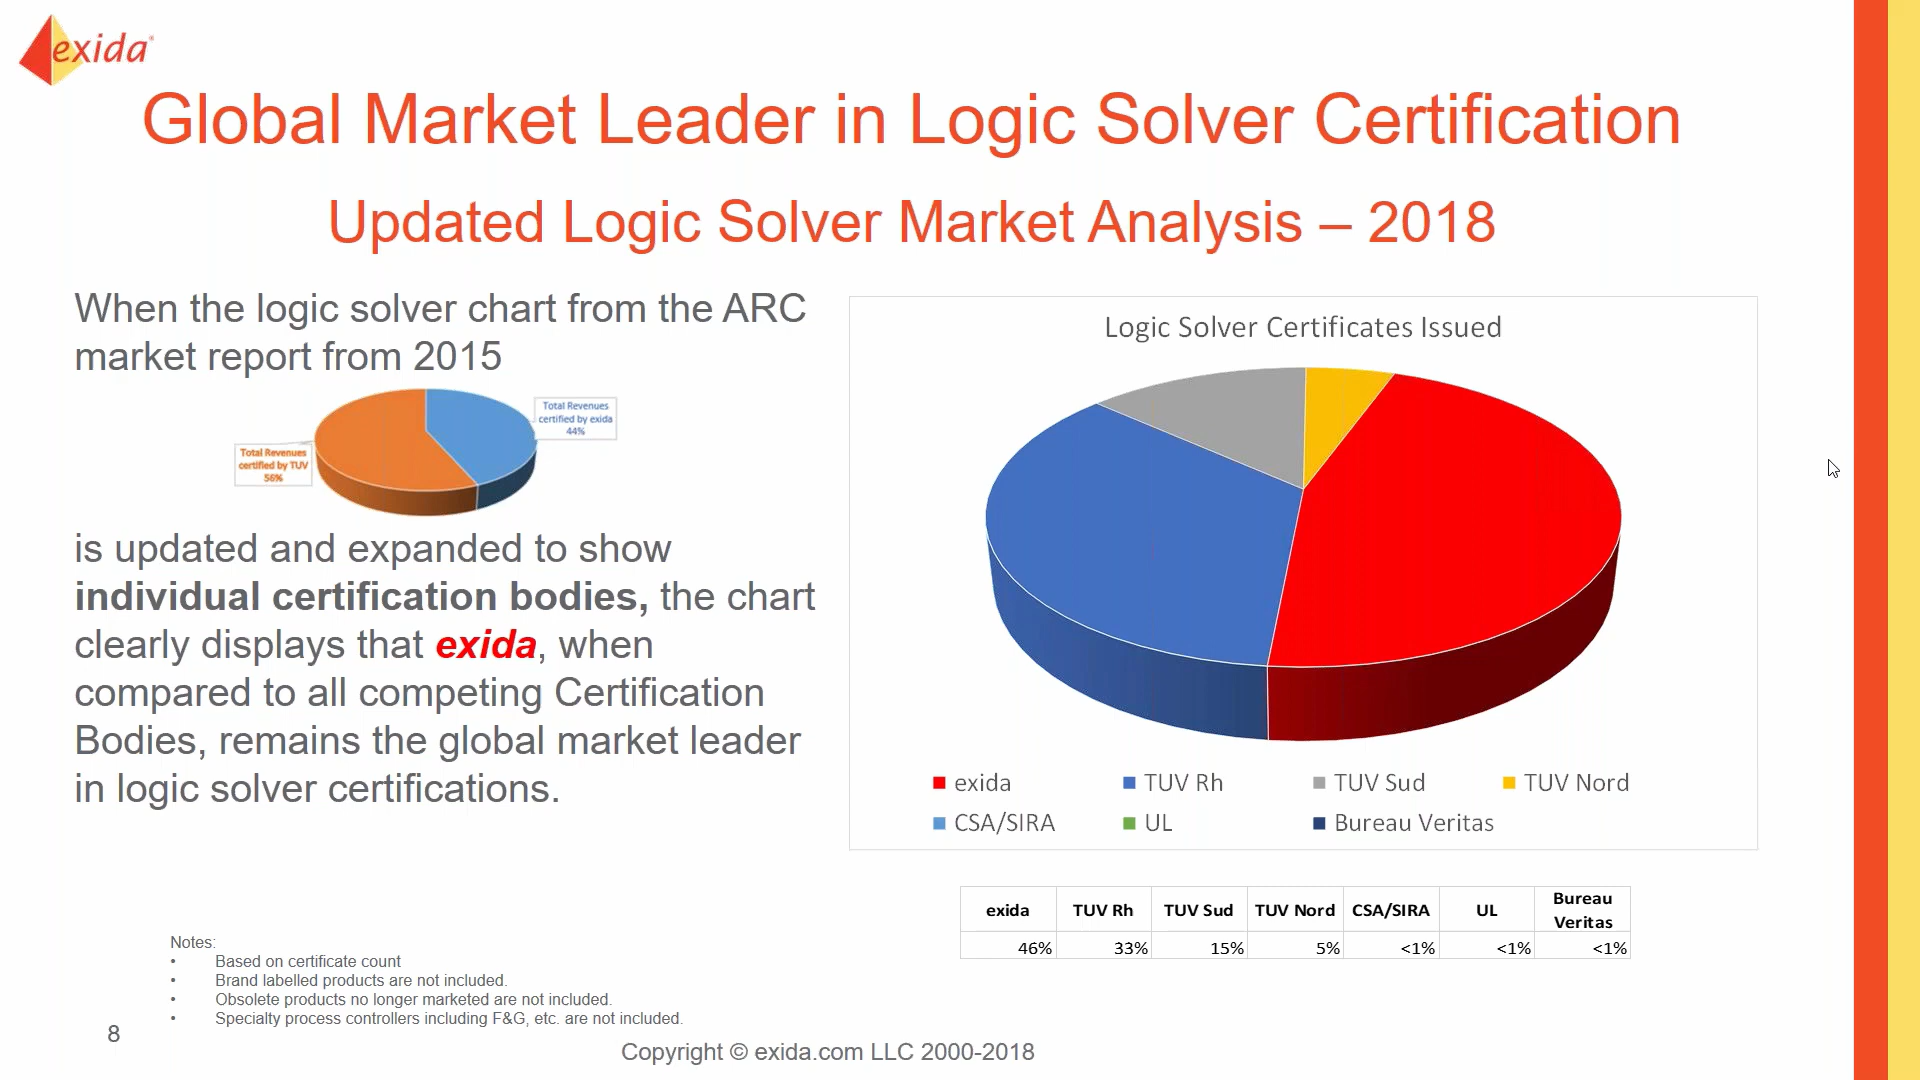 exida
Global Market Leader in Logic Solver Certification
Updated Logic Solver Market Analysis – 2018
When the logic solver chart from the ARC
market report from 2015
Total Revenues
certified by exida
44%
Total Revenues
certified by TUV
56%
is updated and expanded to show
individual certification bodies, the chart
clearly displays that exida, when
compared to all competing Certification
Bodies, remains the global market leader
in logic solver certifications.
Logic Solver Certificates Issued
exida TUV Rh TUV Sud TUV Nord
CSA/SIRA UL Bureau Veritas
exida TUV Rh TUV Sud TUV Nord CSA/SIRA UL Bureau
Veritas
46% 33% 15% 5% <1% <1% <1%
Notes:
• Based on certificate count
• Brand labelled products are not included.
• Obsolete products no longer marketed are not included.
• Specialty process controllers including F&G, etc. are not included.
8
Copyright © exida.com LLC 2000-2018